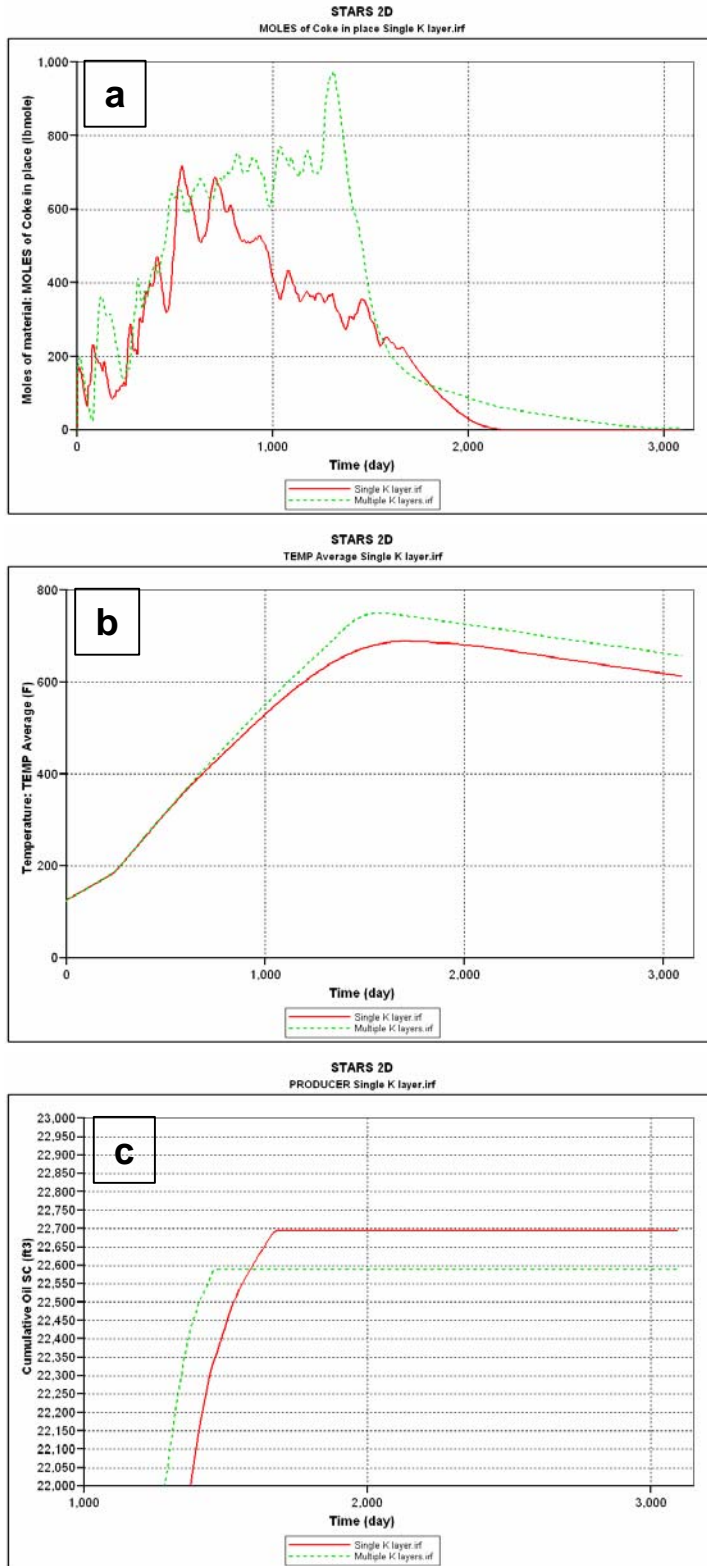 STARS 2D
MOLES of Coke in place Single K layer.irf
a
1,000
800
600
400
200
0
Moles of material: MOLES of Coke in place (lbmole)
0 1,000 2,000 3,000
Time (day)
Single K layer.irf
Multiple K layers.irf
STARS 2D
TEMP Average Single K layer.irf
b
800
600
400
200
0
Temperature: TEMP Average (F)
0 1,000 2,000 3,000
Time (day)
Single K layer.irf
Multiple K layers.irf
STARS 2D
PRODUCER Single K layer.irf
c
23,000
22,950
22,900
22,850
22,800
22,750
22,700
22,650
22,600
22,550
22,500
22,450
22,400
22,350
22,300
22,250
22,200
22,150
22,100
22,050
22,000
Cumulative Oil SC (ft3)
1,000 2,000 3,000
Time (day)
Single K layer.irf
Multiple K layers.irf